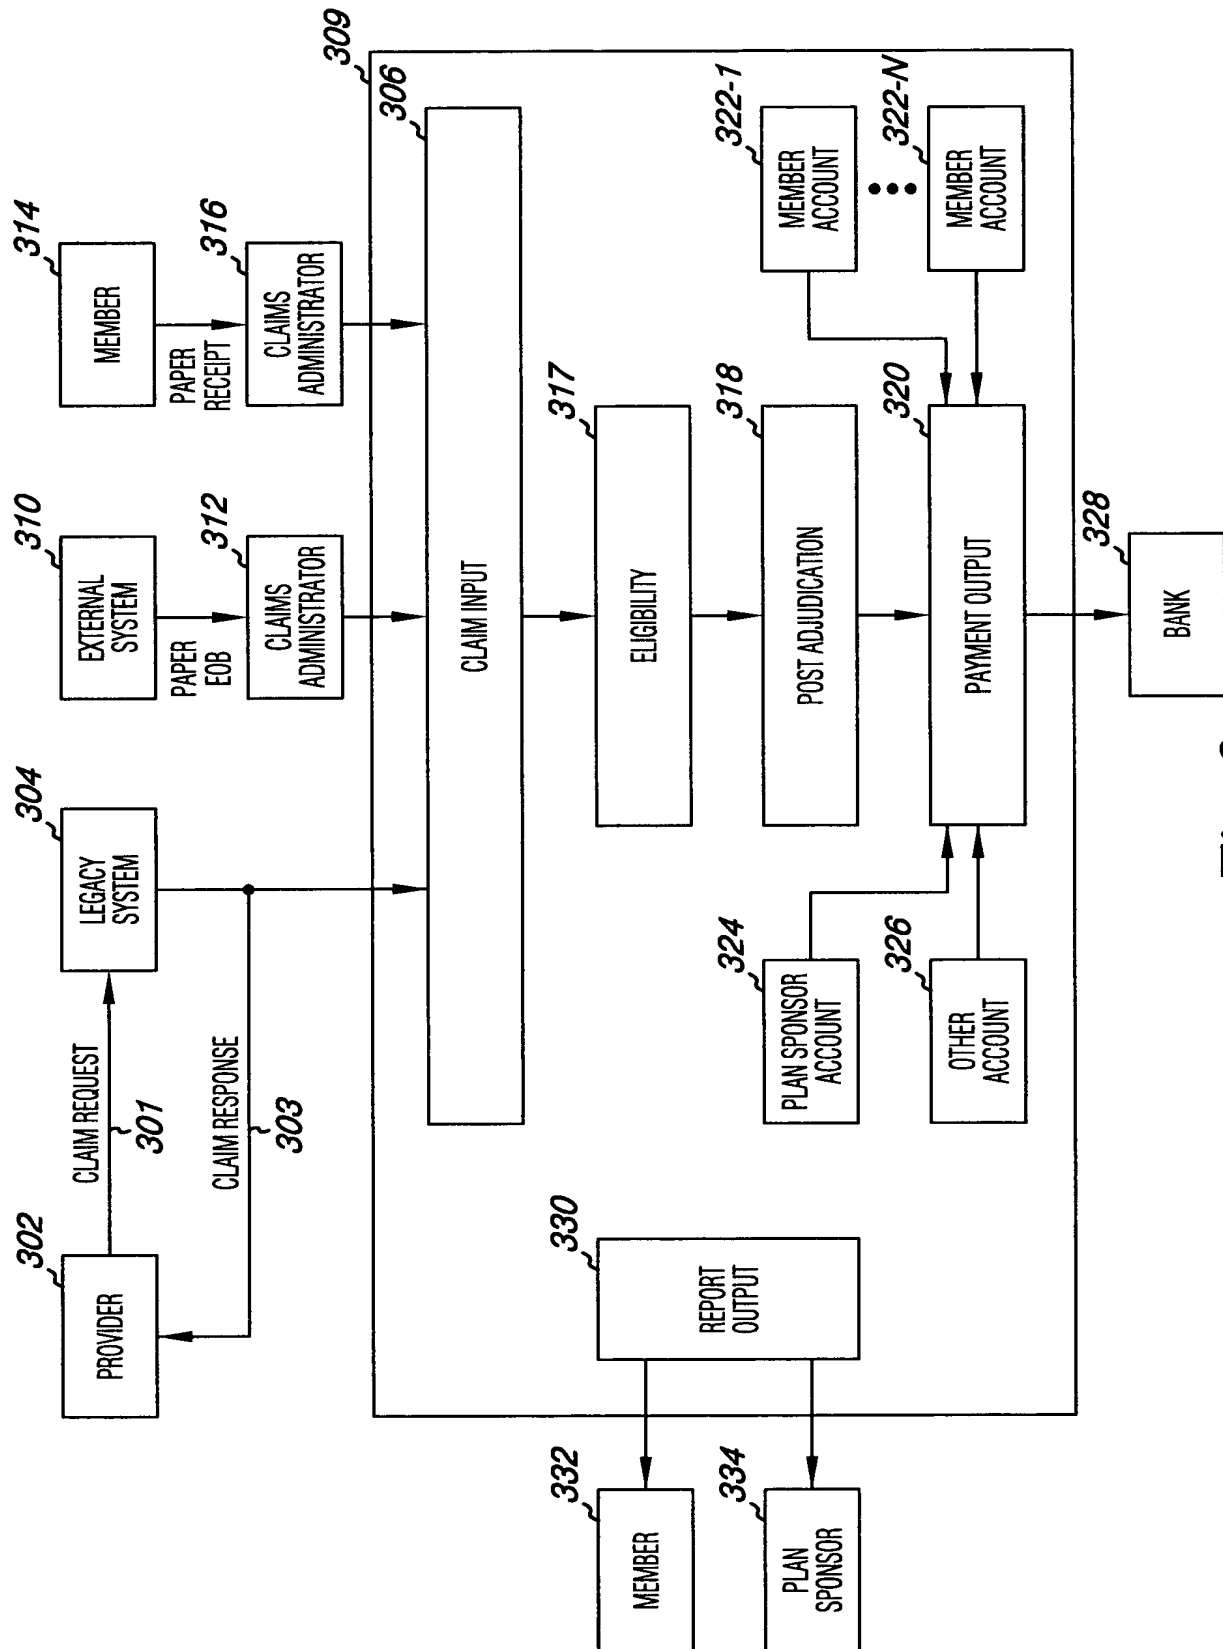 302
PROVIDER
CLAIM REQUEST
301
CLAIM RESPONSE
303
304
LEGACY
SYSTEM
310
EXTERNAL
SYSTEM
PAPER
EOB
312
CLAIMS
ADMINISTRATOR
314
MEMBER
PAPER
RECEIPT
316
CLAIMS
ADMINISTRATOR
309
306
CLAIM INPUT
317
ELIGIBILITY
318
POST ADJUDICATION
320
PAYMENT OUTPUT
322-1
MEMBER
ACCOUNT
322-N
MEMBER
ACCOUNT
324
PLAN SPONSOR
ACCOUNT
326
OTHER
ACCOUNT
330
REPORT
OUTPUT
332
MEMBER
334
PLAN
SPONSOR
328
BANK